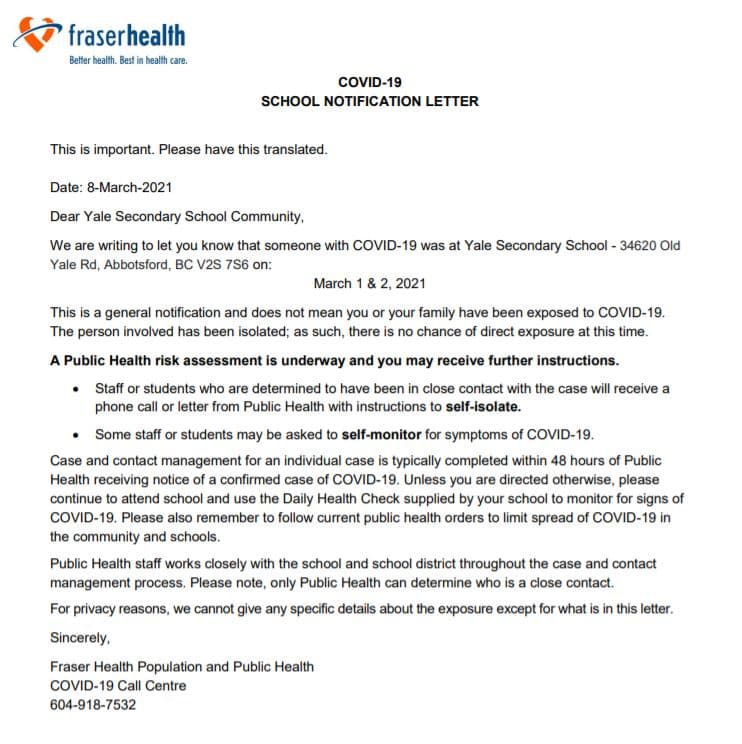 fraserhealth
Better health. Best in health care.
COVID-19
SCHOOL NOTIFICATION LETTER
This is important. Please have this translated.
Date: 8-March-2021
Dear Yale Secondary School Community,
We are writing to let you know that someone with COVID-19 was at Yale Secondary School - 34620 Old
Yale Rd, Abbotsford, BC V2S 7S6 on:
March 1 & 2, 2021
This is a general notification and does not mean you or your family have been exposed to COVID-19.
The person involved has been isolated; as such, there is no chance of direct exposure at this time.
A Public Health risk assessment is underway and you may receive further instructions.
• Staff or students who are determined to have been in close contact with the case will receive a
phone call or letter from Public Health with instructions to self-isolate.
• Some staff or students may be asked to self-monitor for symptoms of COVID-19.
Case and contact management for an individual case is typically completed within 48 hours of Public
Health receiving notice of a confirmed case of COVID-19. Unless you are directed otherwise, please
continue to attend school and use the Daily Health Check supplied by your school to monitor for signs of
COVID-19. Please also remember to follow current public health orders to limit spread of COVID-19 in
the community and schools.
Public Health staff works closely with the school and school district throughout the case and contact
management process. Please note, only Public Health can determine who is a close contact.
For privacy reasons, we cannot give any specific details about the exposure except for what is in this letter.
Sincerely,
Fraser Health Population and Public Health
COVID-19 Call Centre
604-918-7532